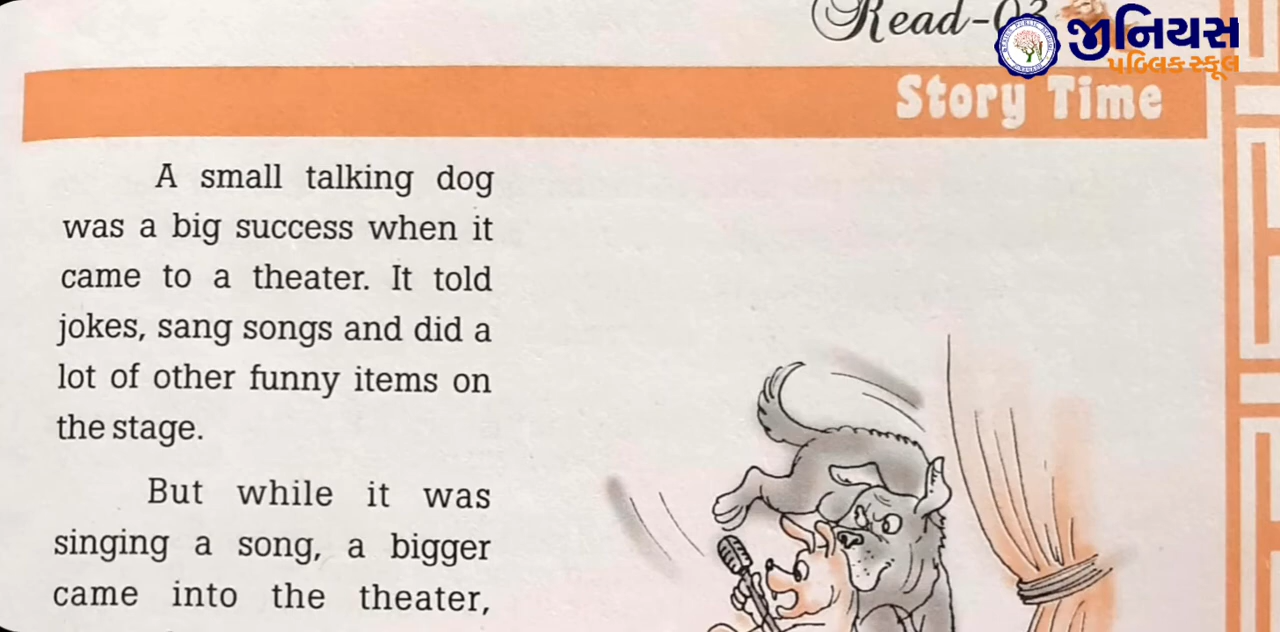 Read-03
જીનિયસ
પબ્લિક સ્કૂલ
Story Time
A small talking dog
was a big success when it
came to a theater. It told
jokes, sang songs and did a
lot of other funny items on
the stage.
But while it was
singing a song, a bigger
came into the theater,